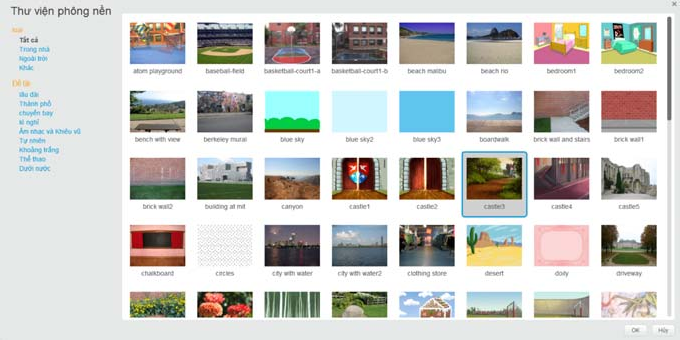 Thư viện phông nền
Loại
Tất cả
Trong nhà
Ngoài trời
Khác
Đề tài
lâu đài
Thành phố
chuyến bay
kì nghỉ
Âm nhạc và Khiêu vũ
Tự nhiên
Khoảng trắng
Thể thao
Dưới nước
atom playground
baseball-field
basketball-court1-a
basketball-court1-b
beach malibu
beach rio
bedroom1
bedroom2
bench with view
berkeley mural
blue sky
blue sky2
blue sky3
boardwalk
brick wall and stairs
brick wall1
brick wall2
building at mit
canyon
castle1
castle2
castle3
castle4
castle5
chalkboard
circles
city with water
city with water2
clothing store
desert
doily
driveway
OK
Hủy